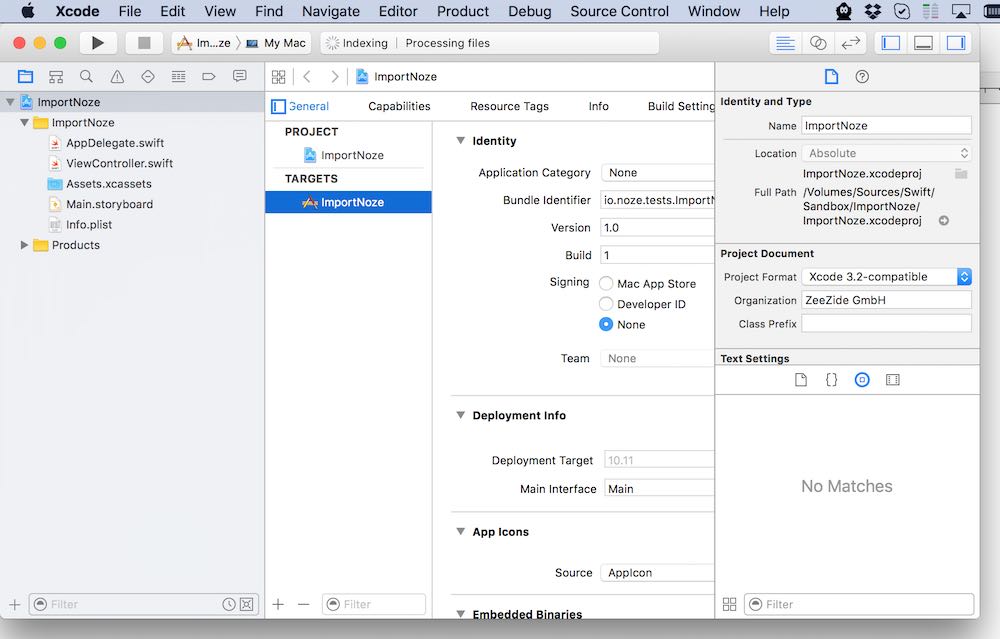 Xcode File Edit View Find Navigate Editor Product Debug Source Control Window Help
Im...ze My Mac Indexing Processing files
ImportNoze
ImportNoze
ImportNoze
AppDelegate.swift
ViewController.swift
Assets.xcassets
Main.storyboard
Info.plist
Products
Filter
General Capabilities Resource Tags Info Build Setting
PROJECT
ImportNoze
TARGETS
ImportNoze
Filter
Identity
Application Category None
Bundle Identifier io.noze.tests.ImportN
Version 1.0
Build 1
Signing Mac App Store
Developer ID
None
Team None
Deployment Info
Deployment Target 10.11
Main Interface Main
App Icons
Source AppIcon
Embedded Binaries
Identity and Type
Name ImportNoze
Location Absolute
ImportNoze.xcodeproj
Full Path /Volumes/Sources/Swift/
Sandbox/ImportNoze/
ImportNoze.xcodeproj
Project Document
Project Format Xcode 3.2-compatible
Organization ZeeZide GmbH
Class Prefix
Text Settings
{}
No Matches
Filter